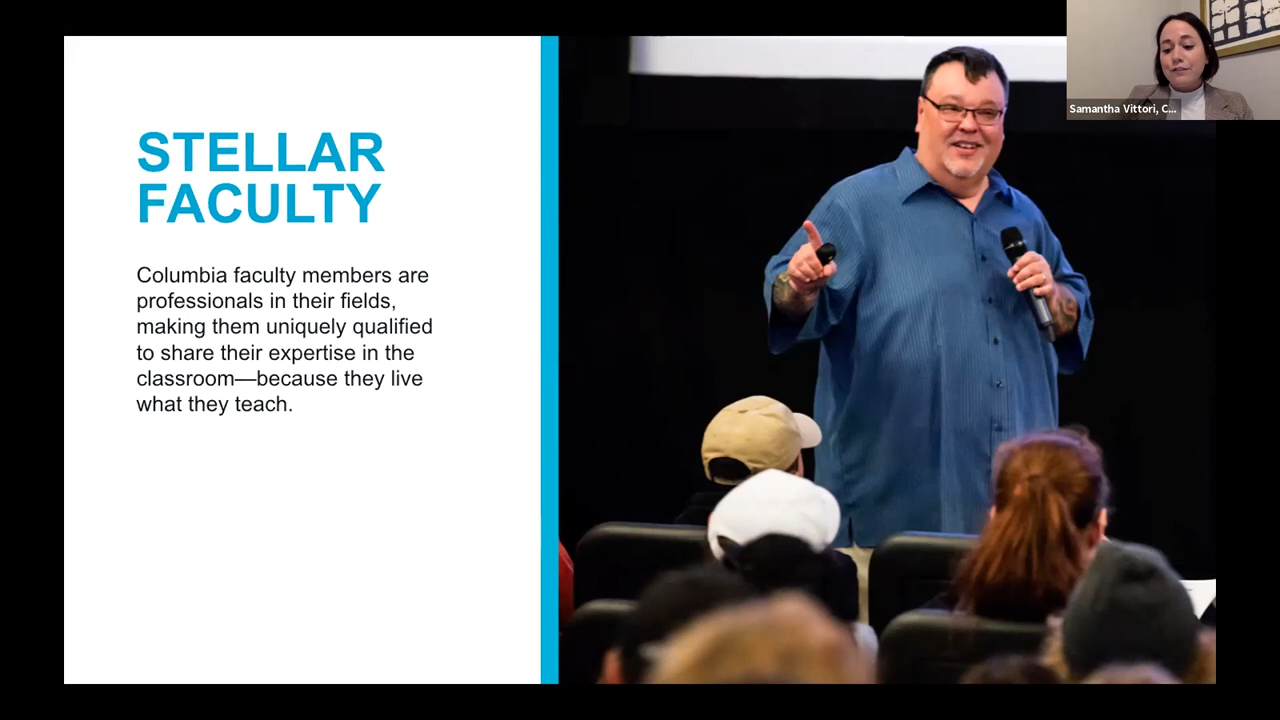 STELLAR
FACULTY
Columbia faculty members are
professionals in their fields,
making them uniquely qualified
to share their expertise in the
classroom—because they live
what they teach.
Samantha Vittori, C...